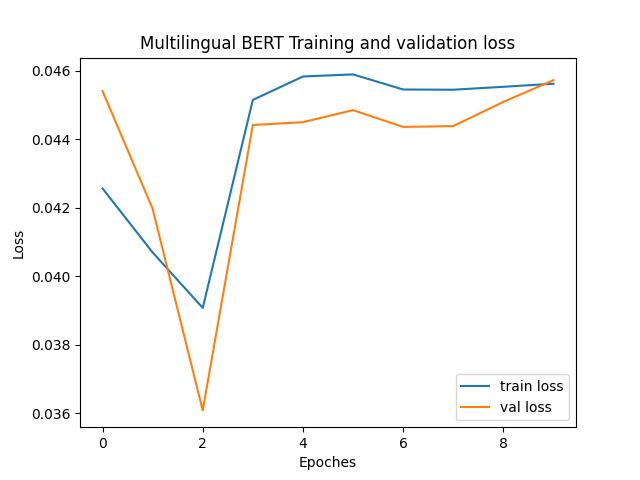 Multilingual BERT Training and validation loss
0.046
0.044
0.042
0.040
0.038
0.036
Loss
0
2
4
6
8
Epoches
train loss
val loss